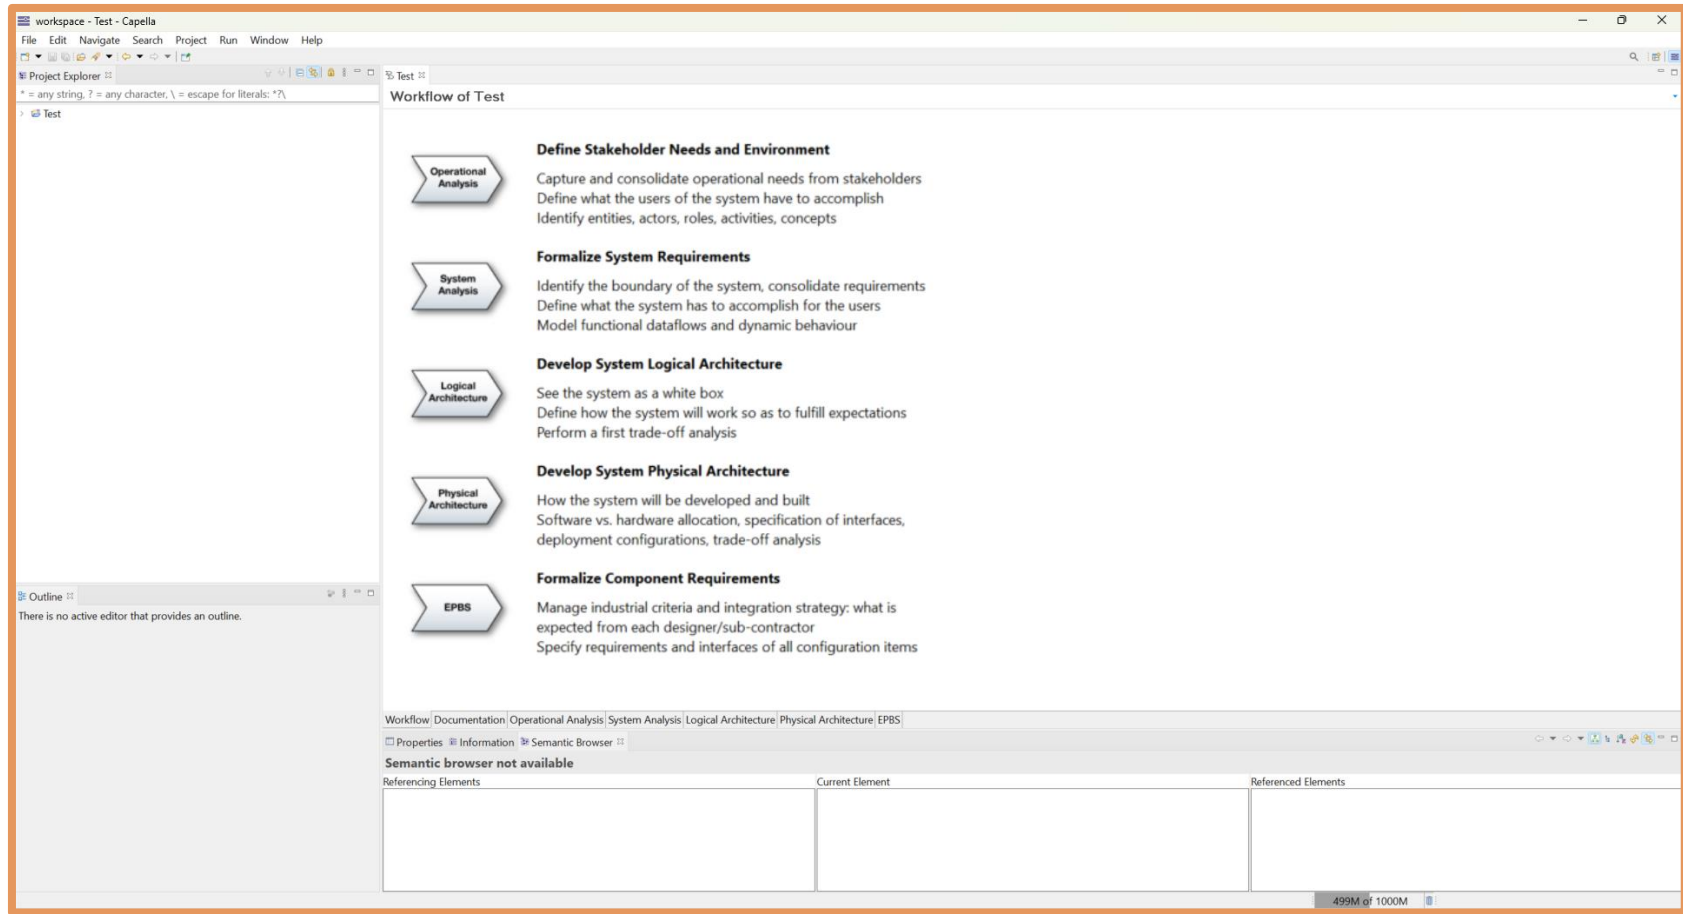 workspace - Test - Capella
File Edit Navigate Search Project Run Window Help
Project Explorer
* = any string, ? = any character, \ = escape for literals: *?\
Test
Test
Workflow of Test
Operational
Analysis
Define Stakeholder Needs and Environment
Capture and consolidate operational needs from stakeholders
Define what the users of the system have to accomplish
Identify entities, actors, roles, activities, concepts
System
Analysis
Formalize System Requirements
Identify the boundary of the system, consolidate requirements
Define what the system has to accomplish for the users
Model functional dataflows and dynamic behaviour
Logical
Architecture
Develop System Logical Architecture
See the system as a white box
Define how the system will work so as to fulfill expectations
Perform a first trade-off analysis
Physical
Architecture
Develop System Physical Architecture
How the system will be developed and built
Software vs. hardware allocation, specification of interfaces,
deployment configurations, trade-off analysis
EPBS
Formalize Component Requirements
Manage industrial criteria and integration strategy: what is
expected from each designer/sub-contractor
Specify requirements and interfaces of all configuration items
Outline
There is no active editor that provides an outline.
Workflow Documentation Operational Analysis System Analysis Logical Architecture Physical Architecture EPBS
Properties Information Semantic Browser
Semantic browser not available
Referencing Elements Current Element Referenced Elements
499M of 1000M